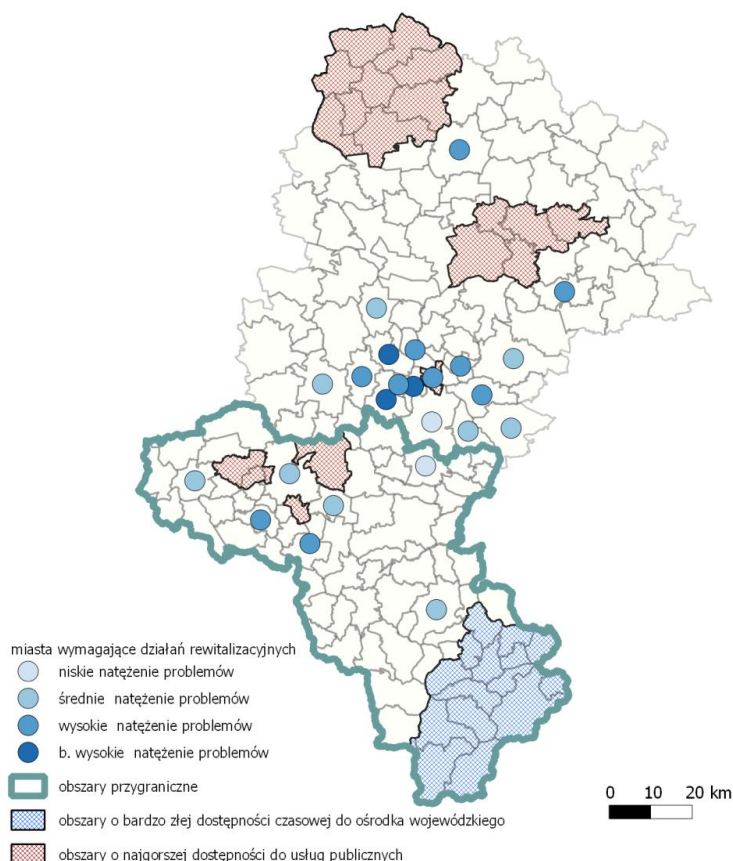 miasta wymagające działań rewitalizacyjnych
niskie natężenie problemów
średnie natężenie problemów
wysokie natężenie problemów
b. wysokie natężenie problemów
obszary przygraniczne
0 10 20 km
obszary o bardzo złej dostępności czasowej do ośrodka wojewódzkiego
obszary o najgorszej dostępności do usług publicznych